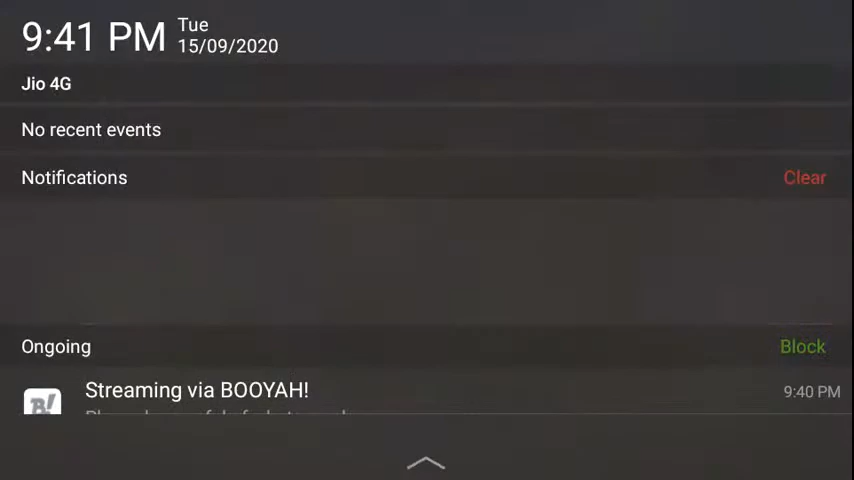 9:41 PM
Tue
15/09/2020
Jio 4G
No recent events
Notifications
Clear
Ongoing
Block
B!
Streaming via BOOYAH!
9:40 PM